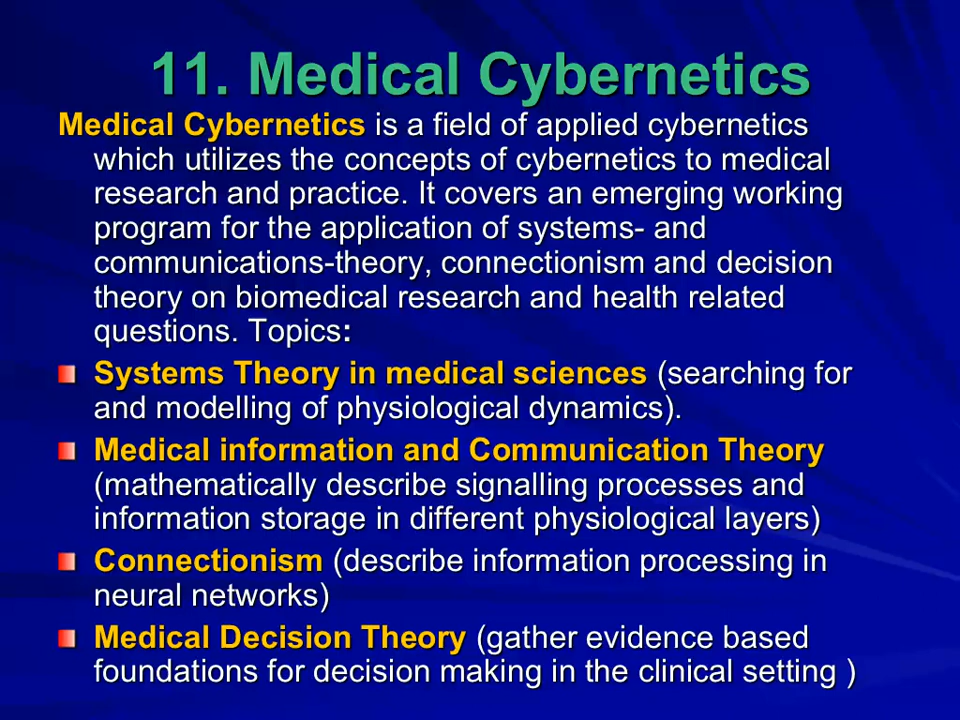 11. Medical Cybernetics
Medical Cybernetics is a field of applied cybernetics
which utilizes the concepts of cybernetics to medical
research and practice. It covers an emerging working
program for the application of systems- and
communications-theory, connectionism and decision
theory on biomedical research and health related
questions. Topics:
Systems Theory in medical sciences (searching for
and modelling of physiological dynamics).
Medical information and Communication Theory
(mathematically describe signalling processes and
information storage in different physiological layers)
Connectionism (describe information processing in
neural networks)
Medical Decision Theory (gather evidence based
foundations for decision making in the clinical setting )